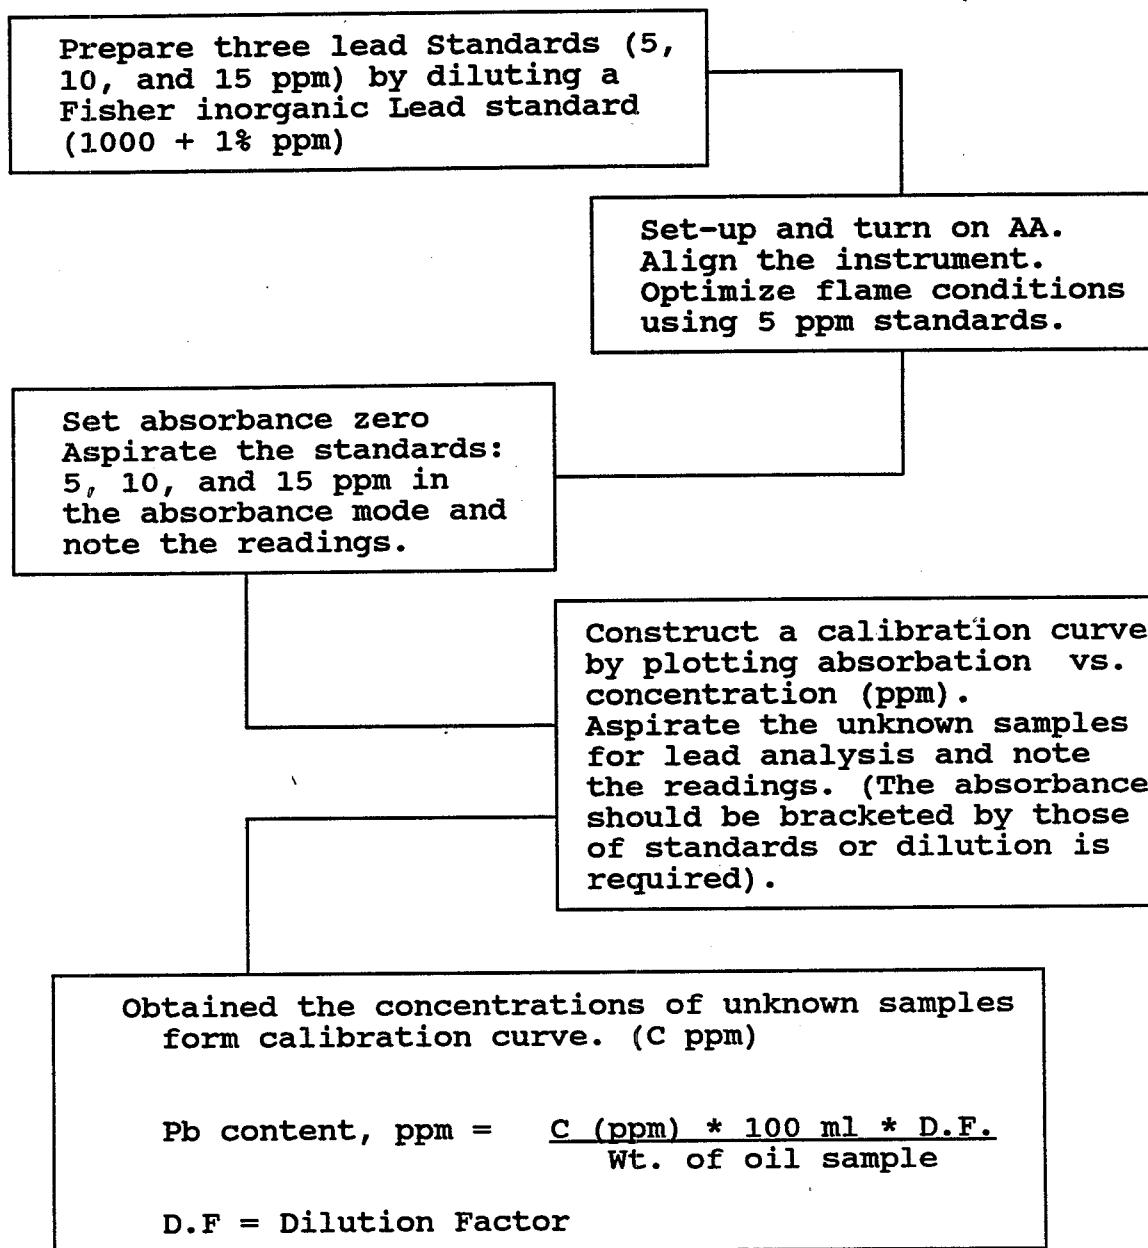 Prepare three lead Standards (5,
10, and 15 ppm) by diluting a
Fisher inorganic Lead standard
(1000 + 1% ppm)
Set-up and turn on AA.
Align the instrument.
Optimize flame conditions
using 5 ppm standards.
Set absorbance zero
Aspirate the standards:
5, 10, and 15 ppm in
the absorbance mode and
note the readings.
Construct a calibration curve
by plotting absorbation vs.
concentration (ppm).
Aspirate the unknown samples
for lead analysis and note
the readings. (The absorbance
should be bracketed by those
of standards or dilution is
required).
Obtained the concentrations of unknown samples
form calibration curve. (C ppm)
Pb content, ppm = C (ppm) * 100 ml * D.F.
Wt. of oil sample
D.F = Dilution Factor